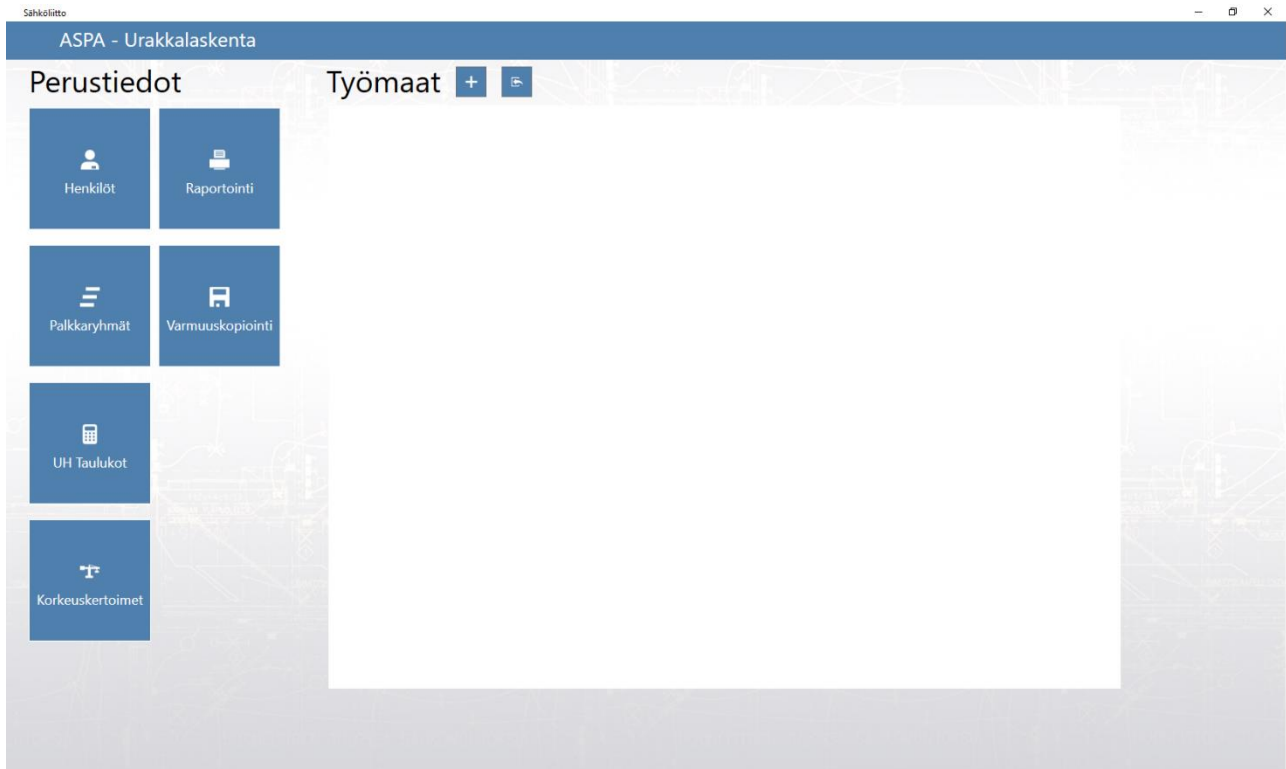 Sähköliitto
ASPA - Urakkalaskenta
Perustiedot
Työmaat
Henkilöt
Raportointi
Palkkaryhmät
Varmuuskopiointi
UH Taulukot
Korkeuskertoimet